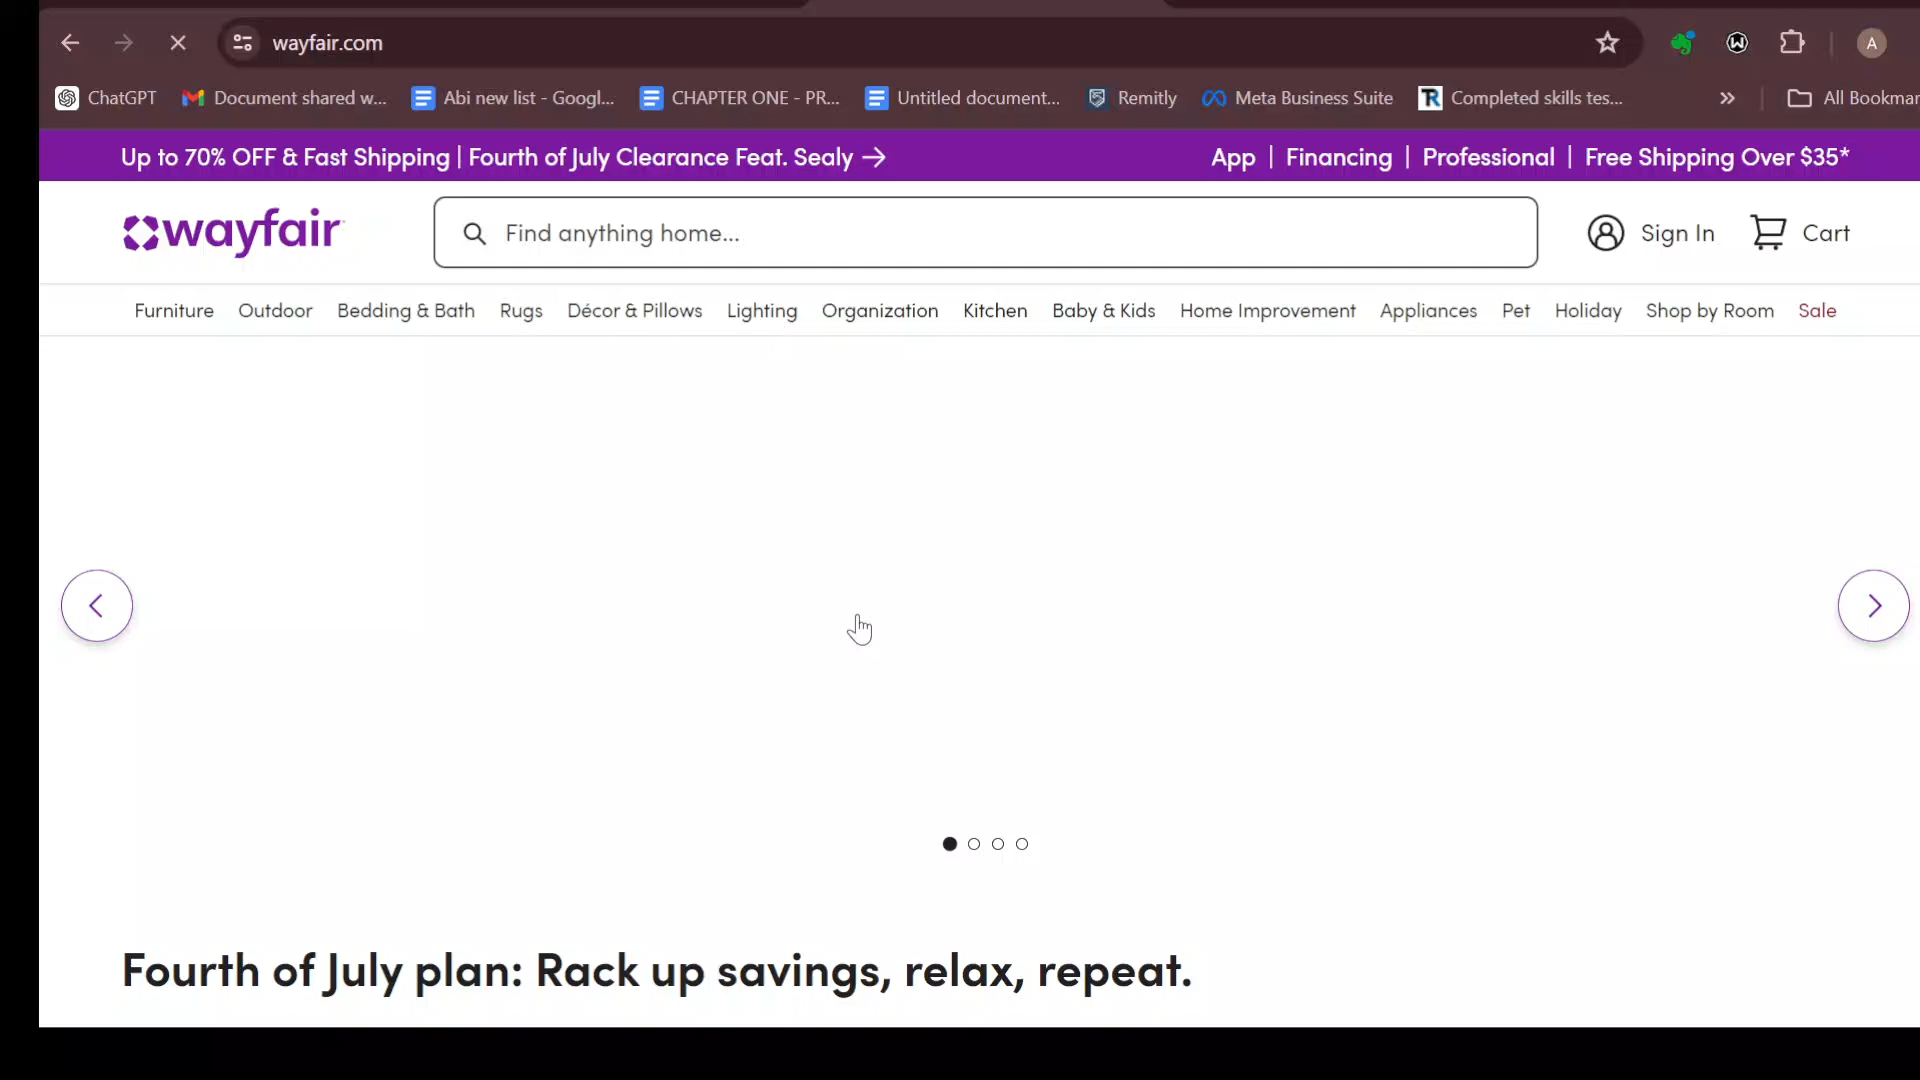 wayfair.com
A
ChatGPT Document shared w... Abi new list - Googl... CHAPTER ONE - PR... Untitled document... Remitly Meta Business Suite Completed skills tes... All Bookmar
Up to 70% OFF & Fast Shipping | Fourth of July Clearance Feat. Sealy → App | Financing | Professional | Free Shipping Over $35*
wayfair Find anything home... Sign In Cart
Furniture Outdoor Bedding & Bath Rugs Décor & Pillows Lighting Organization Kitchen Baby & Kids Home Improvement Appliances Pet Holiday Shop by Room Sale
Fourth of July plan: Rack up savings, relax, repeat.